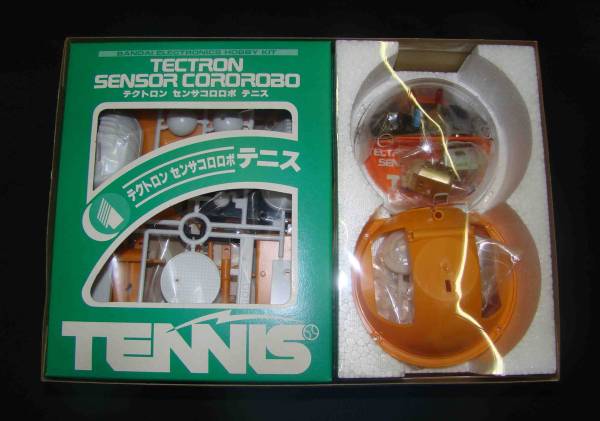 BANDAI ELECTRONICS HOBBY KIT
TECTRON
SENSOR COROROBO
テクトロン センサコロロボ テニス
テクトロン センサコロロボ テニス
TENNIS
ECT
SENSOR